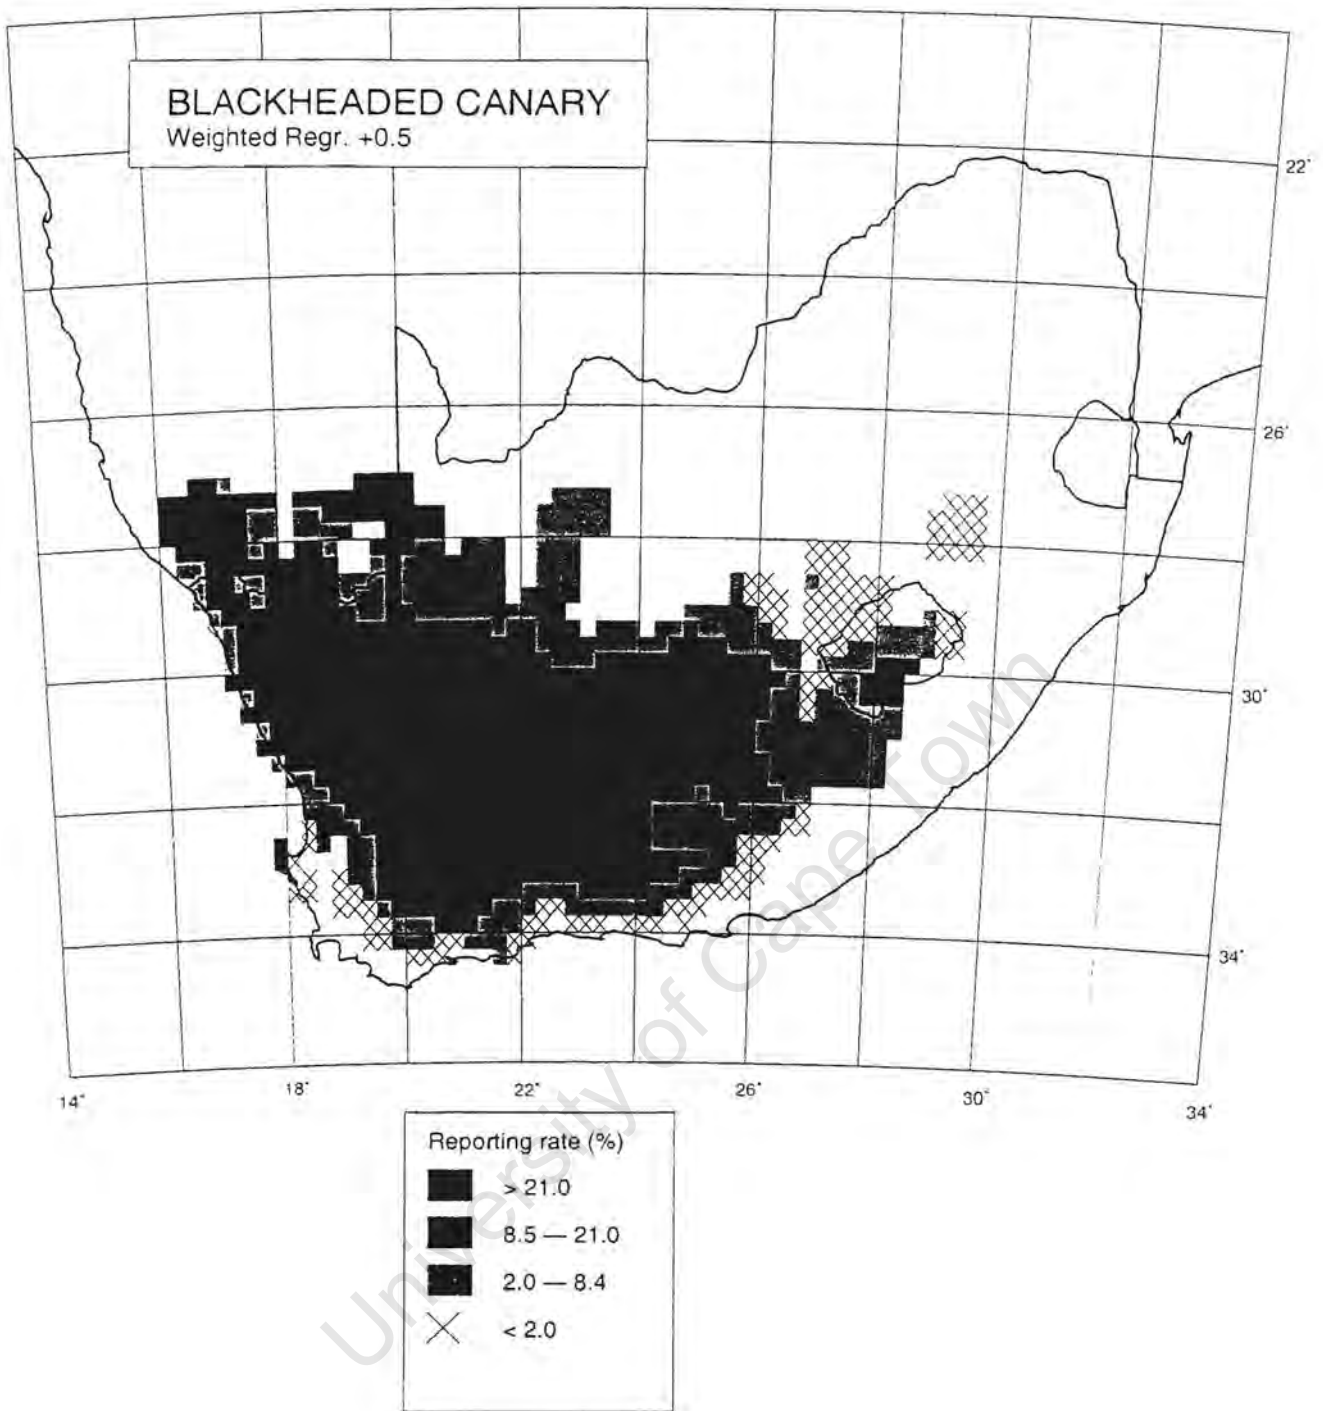 BLACKHEADED CANARY
Weighted Regr. +0.5
22°
26°
30°
34°
14°
18°
22°
26°
30°
34°
Reporting rate (%)
> 21.0
8.5 — 21.0
2.0 — 8.4
< 2.0
University of Cape Town